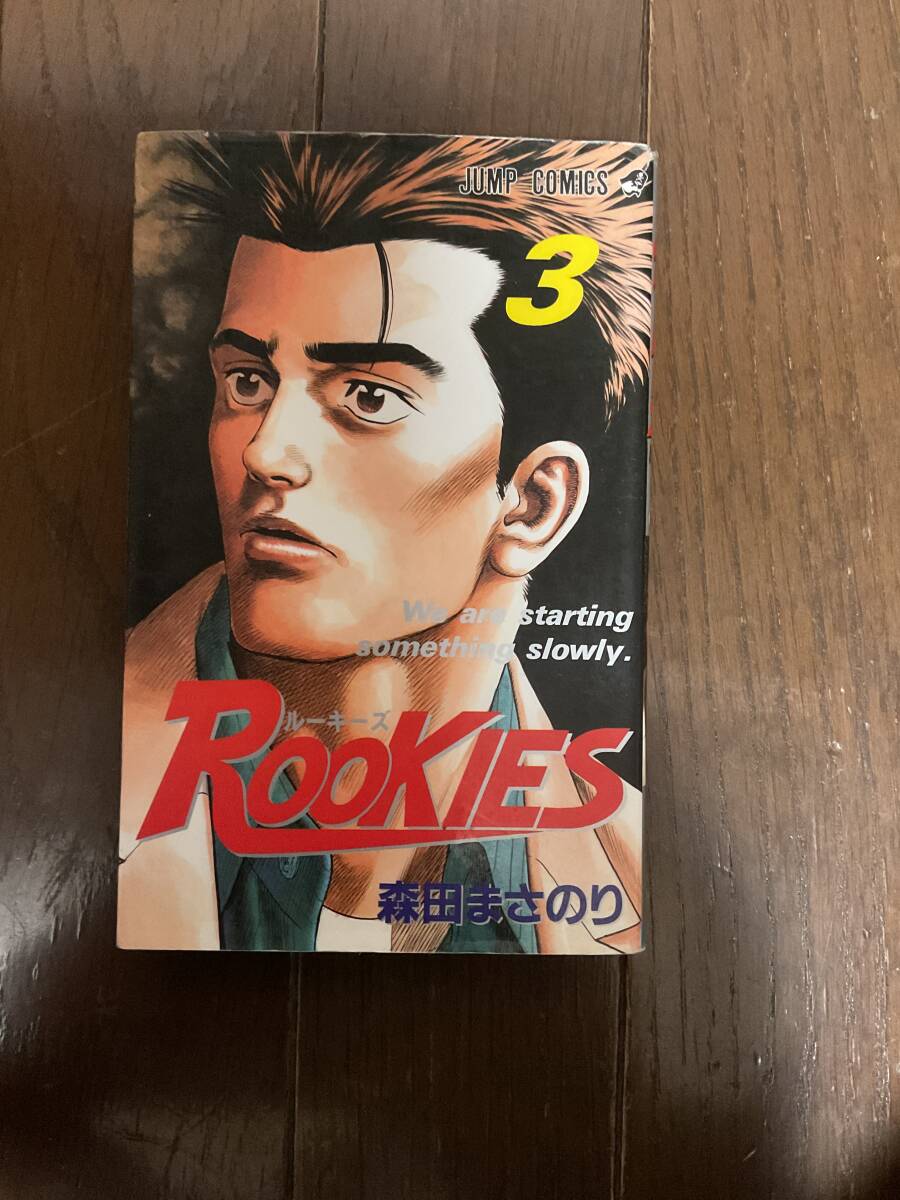 JUMP COMICS
3
We are starting
something slowly.
ルーキーズ
ROOKIES
森田まさのり